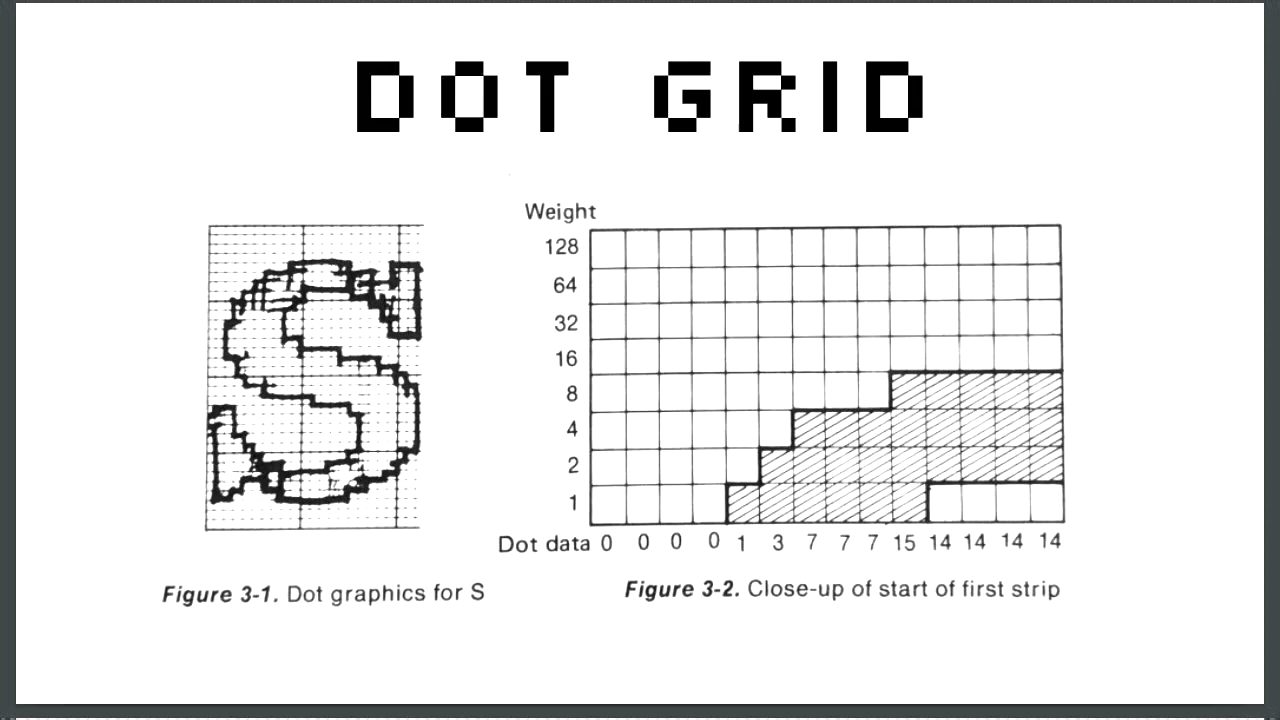 DOT GRID
Weight
128
64
32
16
8
4
2
1
Dot data 0 0 0 0 1 3 7 7 7 15 14 14 14 14
Figure 3-1. Dot graphics for S
Figure 3-2. Close-up of start of first strip